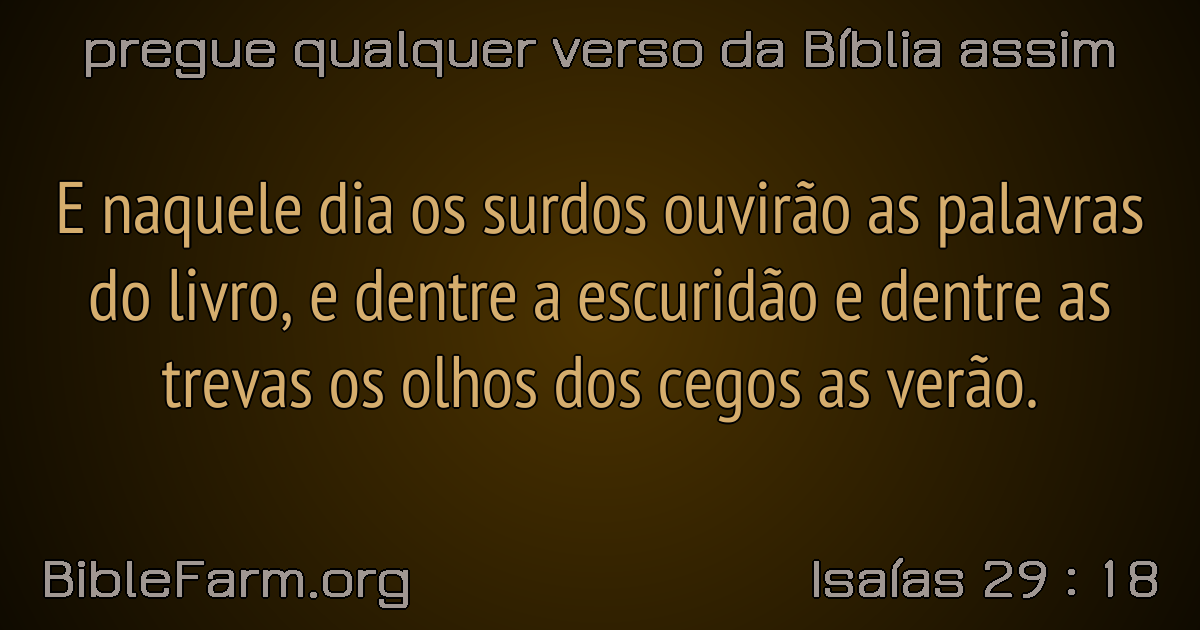 pregue qualquer verso da Bíblia assim
E naquele dia os surdos ouvirão as palavras
do livro, e dentre a escuridão e dentre as
trevas os olhos dos cegos as verão.
BibleFarm.org
Isaías 29 : 18